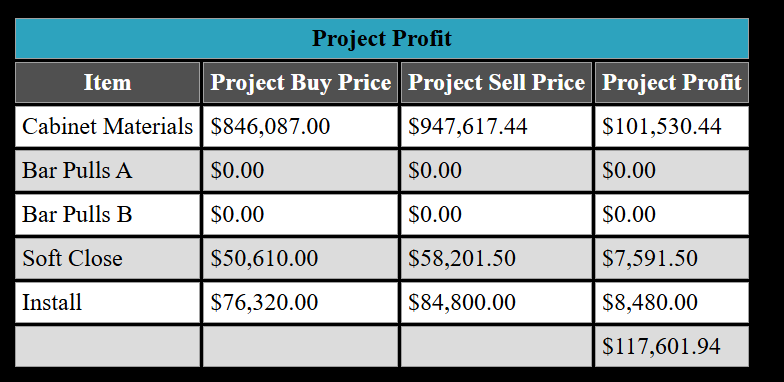 Project Profit
Item Project Buy Price Project Sell Price Project Profit
Cabinet Materials $846,087.00 $947,617.44 $101,530.44
Bar Pulls A $0.00 $0.00 $0.00
Bar Pulls B $0.00 $0.00 $0.00
Soft Close $50,610.00 $58,201.50 $7,591.50
Install $76,320.00 $84,800.00 $8,480.00
$117,601.94